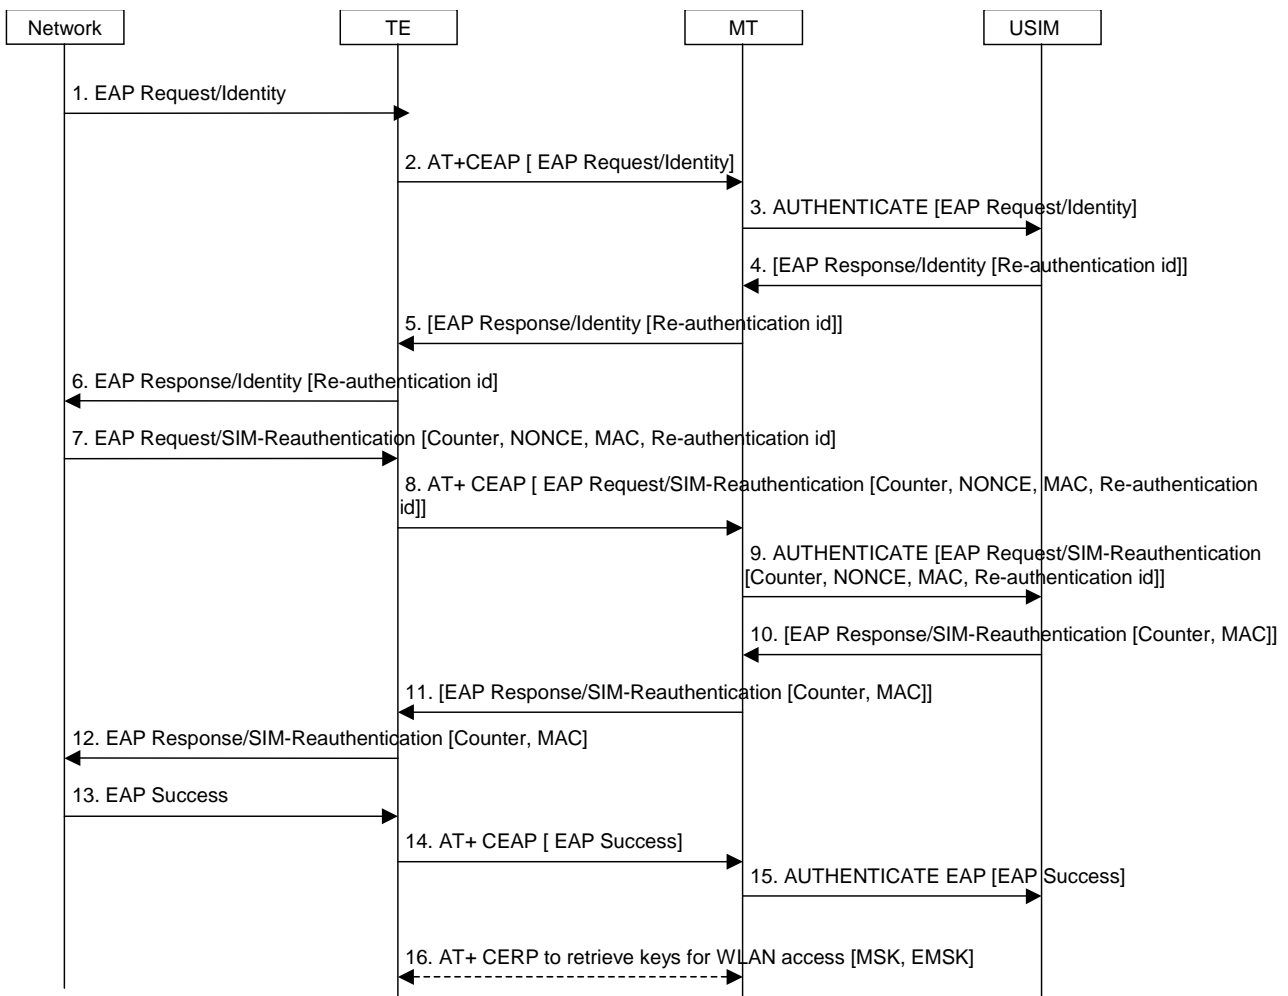 Network
TE
MT
USIM
1. EAP Request/Identity
2. AT+CEAP [ EAP Request/Identity]
3. AUTHENTICATE [EAP Request/Identity]
4. [EAP Response/Identity [Re-authentication id]]
5. [EAP Response/Identity [Re-authentication id]]
6. EAP Response/Identity [Re-authentication id]
7. EAP Request/SIM-Reauthentication [Counter, NONCE, MAC, Re-authentication id]
8. AT+ CEAP [ EAP Request/SIM-Reauthentication [Counter, NONCE, MAC, Re-authentication
id]]
9. AUTHENTICATE [EAP Request/SIM-Reauthentication
[Counter, NONCE, MAC, Re-authentication id]]
10. [EAP Response/SIM-Reauthentication [Counter, MAC]]
11. [EAP Response/SIM-Reauthentication [Counter, MAC]]
12. EAP Response/SIM-Reauthentication [Counter, MAC]
13. EAP Success
14. AT+ CEAP [ EAP Success]
15. AUTHENTICATE EAP [EAP Success]
16. AT+ CERP to retrieve keys for WLAN access [MSK, EMSK]